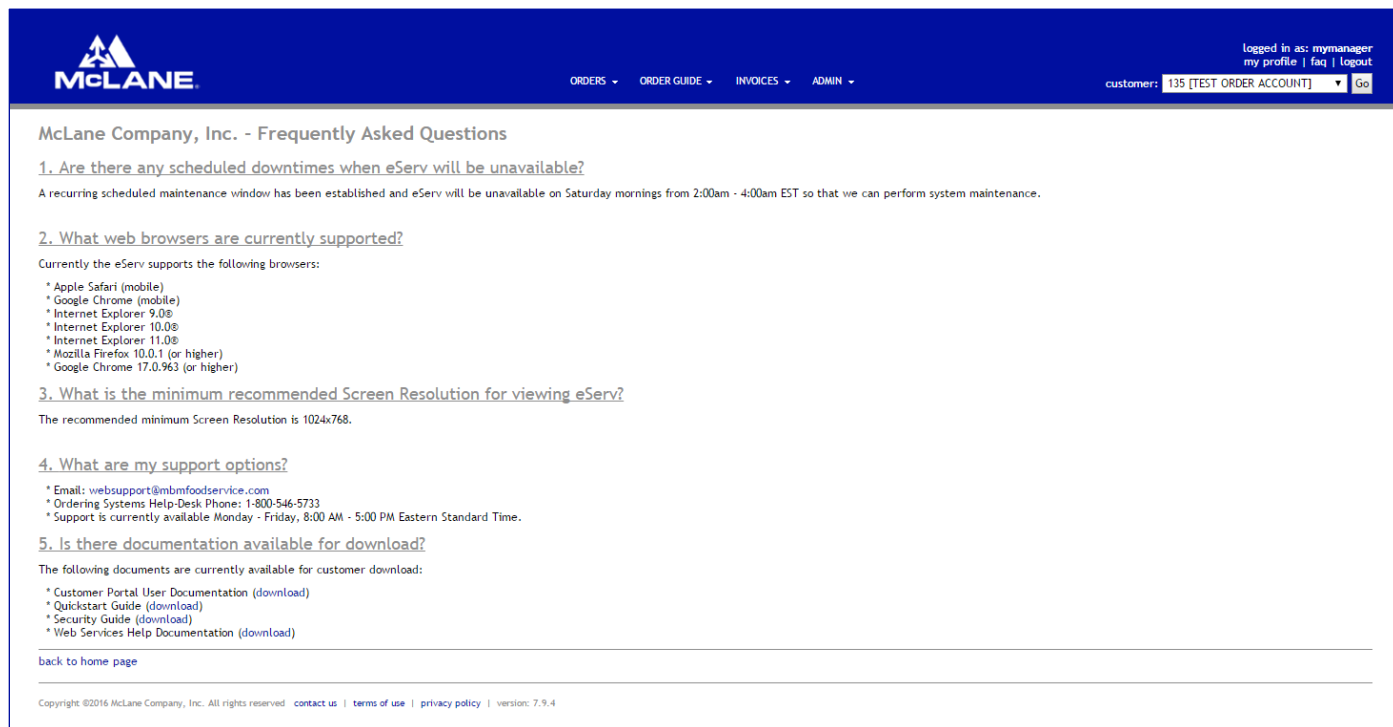 McLANE
logged in as: mymanager
my profile | faq | logout
ORDERS ORDER GUIDE INVOICES ADMIN
customer: 135 [TEST ORDER ACCOUNT] Go
McLane Company, Inc. - Frequently Asked Questions
1. Are there any scheduled downtimes when eServ will be unavailable?
A recurring scheduled maintenance window has been established and eServ will be unavailable on Saturday mornings from 2:00am - 4:00am EST so that we can perform system maintenance.
2. What web browsers are currently supported?
Currently the eServ supports the following browsers:
* Apple Safari (mobile)
* Google Chrome (mobile)
* Internet Explorer 9.0®
* Internet Explorer 10.0®
* Internet Explorer 11.0®
* Mozilla Firefox 10.0.1 (or higher)
* Google Chrome 17.0.963 (or higher)
3. What is the minimum recommended Screen Resolution for viewing eServ?
The recommended minimum Screen Resolution is 1024x768.
4. What are my support options?
* Email: websupport@mbmfoodservice.com
* Ordering Systems Help-Desk Phone: 1-800-546-5733
* Support is currently available Monday - Friday, 8:00 AM - 5:00 PM Eastern Standard Time.
5. Is there documentation available for download?
The following documents are currently available for customer download:
* Customer Portal User Documentation (download)
* Quickstart Guide (download)
* Security Guide (download)
* Web Services Help Documentation (download)
back to home page
Copyright ©2016 McLane Company, Inc. All rights reserved contact us | terms of use | privacy policy | version: 7.9.4